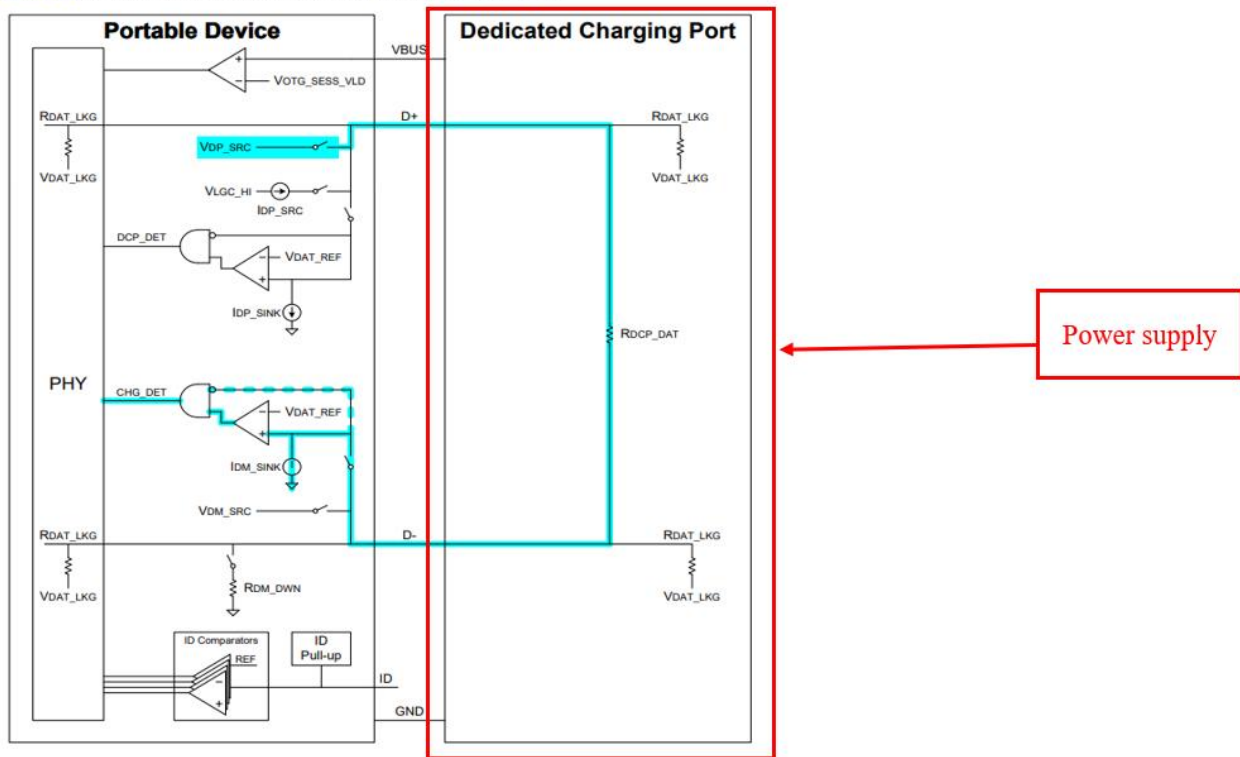 Portable Device
Dedicated Charging Port
VBUS
+
−
VOTG_SESS_VLD
RDAT_LKG
D+
RDAT_LKG
VDP_SRC
VDAT_LKG
VDAT_LKG
VLGC_HI
IDP_SRC
DCP_DET
−
VDAT_REF
+
IDP_SINK
RDCP_DAT
Power supply
PHY
CHG_DET
−
VDAT_REF
+
IDM_SINK
VDM_SRC
RDAT_LKG
D-
RDAT_LKG
RDM_DWN
VDAT_LKG
VDAT_LKG
ID Comparators
REF
−
+
ID
Pull-up
ID
GND